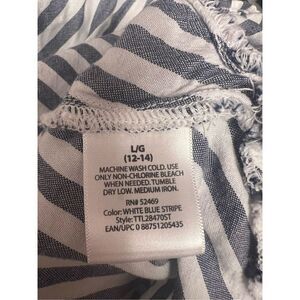 L/G
(12-14)
MACHINE WASH COLD. USE
ONLY NON-CHLORINE BLEACH
WHEN NEEDED. TUMBLE
DRY LOW. MEDIUM IRON.
RN# 52469
Color: WHITE BLUE STRIPE
Style: TTL28470ST
EAN/UPC 0 88751205435